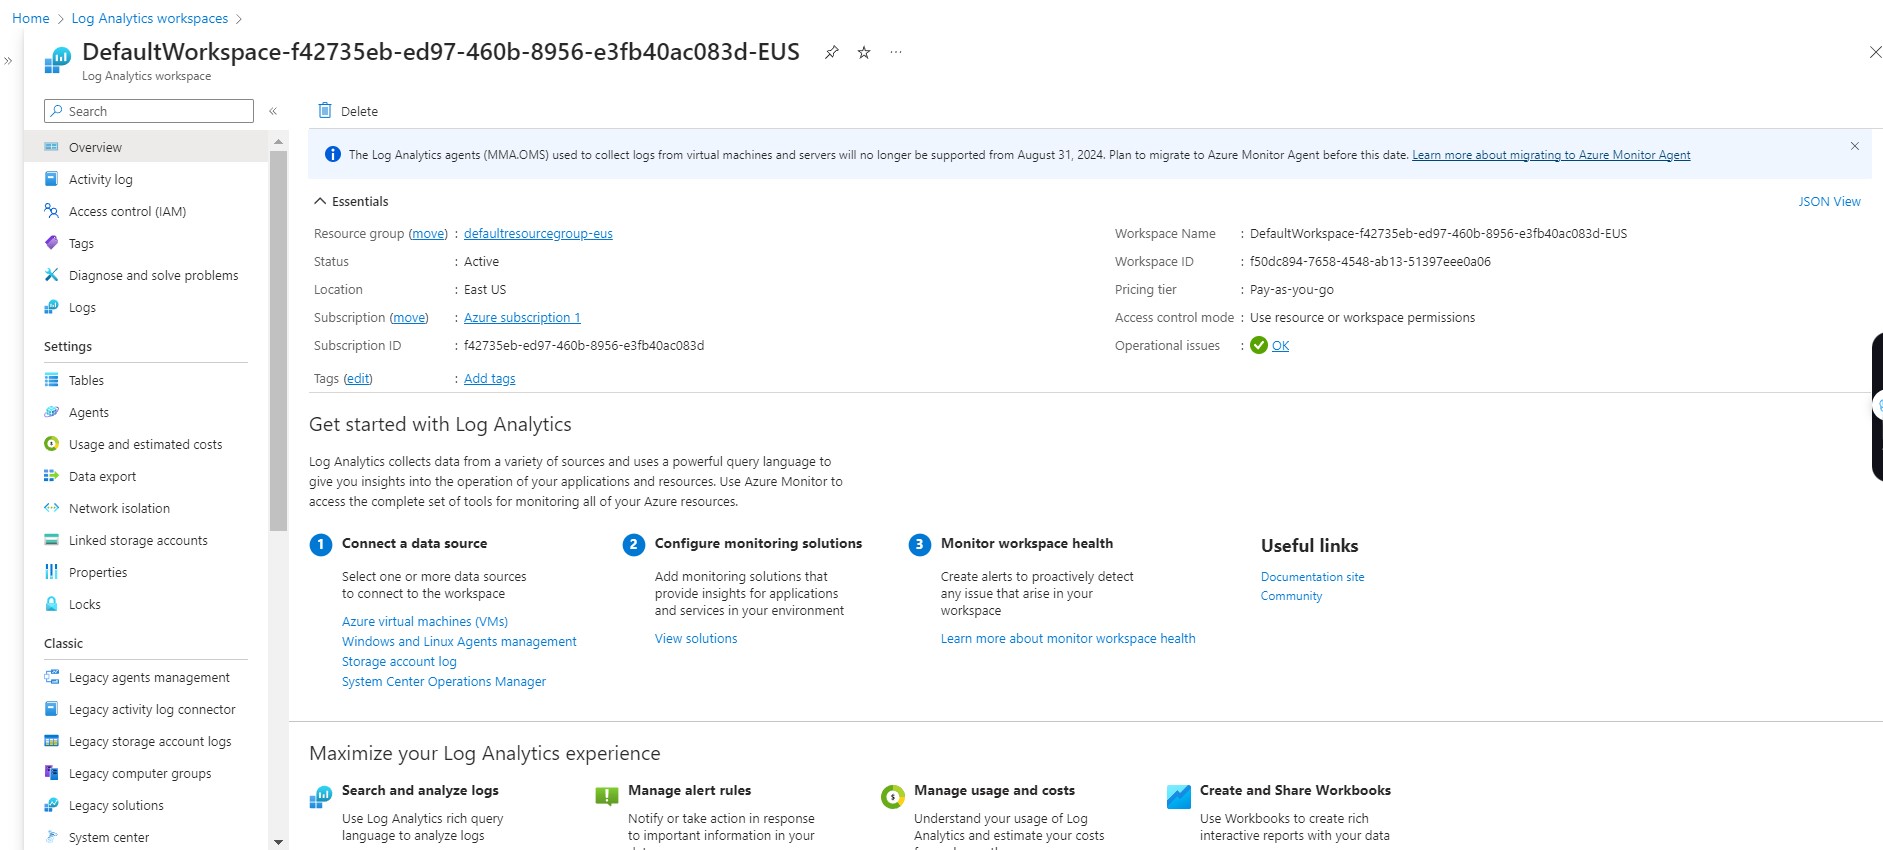 Home > Log Analytics workspaces >
DefaultWorkspace-f42735eb-ed97-460b-8956-e3fb40ac083d-EUS
Log Analytics workspace
Search
Overview
Activity log
Access control (IAM)
Tags
Diagnose and solve problems
Logs
Settings
Tables
Agents
Usage and estimated costs
Data export
Network isolation
Linked storage accounts
Properties
Locks
Classic
Legacy agents management
Legacy activity log connector
Legacy storage account logs
Legacy computer groups
Legacy solutions
System center
Delete
The Log Analytics agents (MMA.OMS) used to collect logs from virtual machines and servers will no longer be supported from August 31, 2024. Plan to migrate to Azure Monitor Agent before this date. Learn more about migrating to Azure Monitor Agent
Essentials
JSON View
Resource group (move) : defaultresourcegroup-eus
Status : Active
Location : East US
Subscription (move) : Azure subscription 1
Subscription ID : f42735eb-ed97-460b-8956-e3fb40ac083d
Tags (edit) : Add tags
Workspace Name : DefaultWorkspace-f42735eb-ed97-460b-8956-e3fb40ac083d-EUS
Workspace ID : f50dc894-7658-4548-ab13-51397eee0a06
Pricing tier : Pay-as-you-go
Access control mode : Use resource or workspace permissions
Operational issues : OK
Get started with Log Analytics
Log Analytics collects data from a variety of sources and uses a powerful query language to
give you insights into the operation of your applications and resources. Use Azure Monitor to
access the complete set of tools for monitoring all of your Azure resources.
1 Connect a data source
Select one or more data sources
to connect to the workspace
Azure virtual machines (VMs)
Windows and Linux Agents management
Storage account log
System Center Operations Manager
2 Configure monitoring solutions
Add monitoring solutions that
provide insights for applications
and services in your environment
View solutions
3 Monitor workspace health
Create alerts to proactively detect
any issue that arise in your
workspace
Learn more about monitor workspace health
Useful links
Documentation site
Community
Maximize your Log Analytics experience
Search and analyze logs
Use Log Analytics rich query
language to analyze logs
Manage alert rules
Notify or take action in response
to important information in your
Manage usage and costs
Understand your usage of Log
Analytics and estimate your costs
Create and Share Workbooks
Use Workbooks to create rich
interactive reports with your data